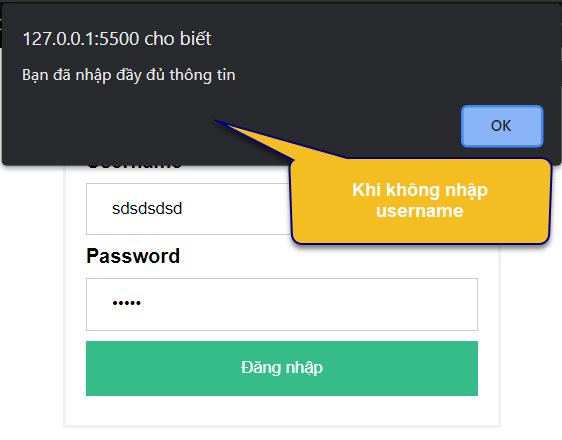 127.0.0.1:5500 cho biết
Bạn đã nhập đầy đủ thông tin
OK
Khi không nhập
username
Username
sdsdsdsd
Password
•••••
Đăng nhập